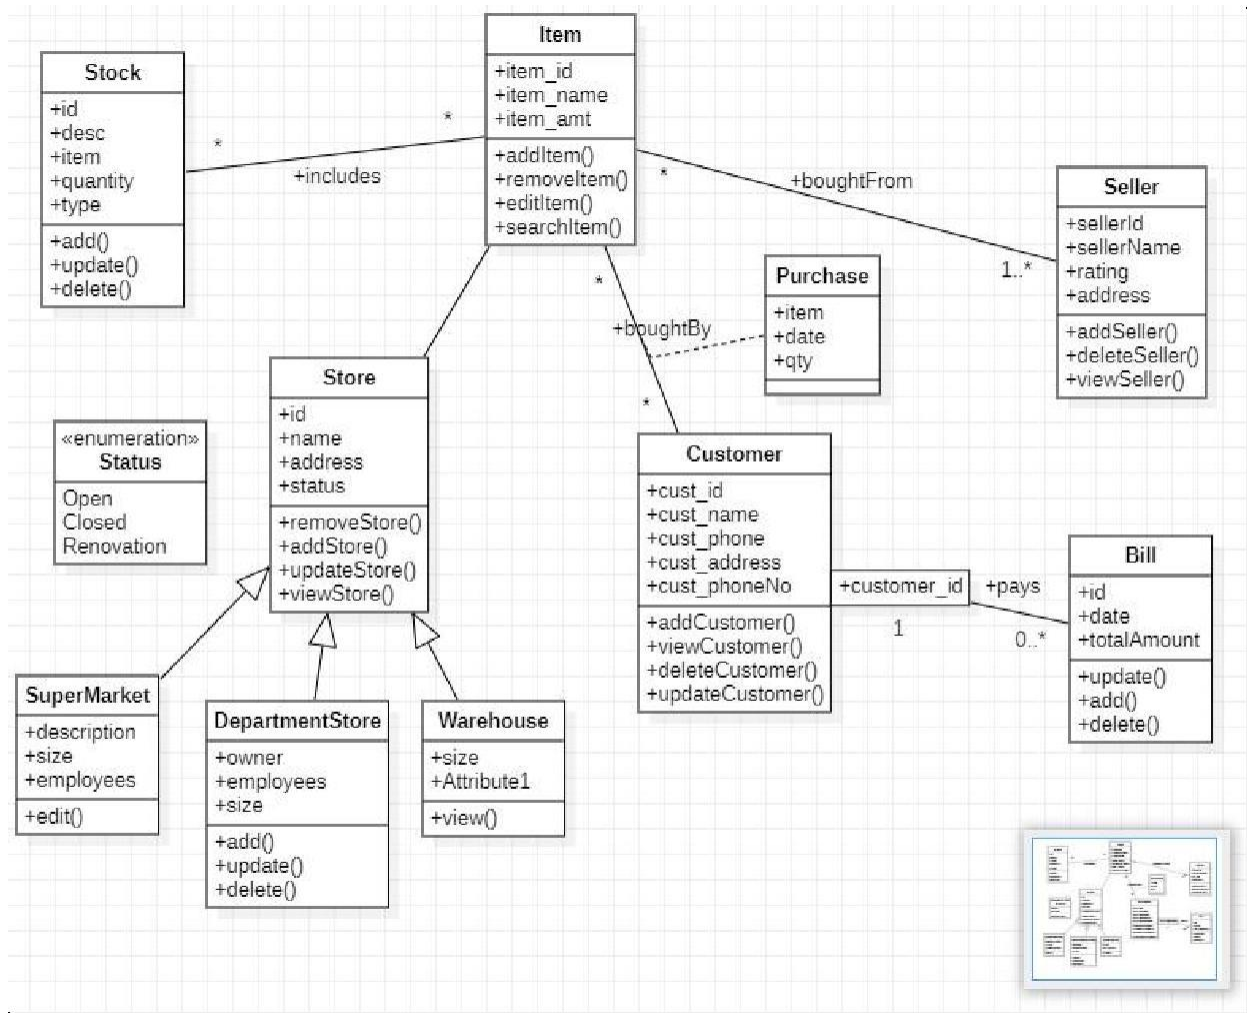 Item
+item_id
+item_name
+item_amt
+addItem()
+removeItem()
+editItem()
+searchItem()
Stock
+id
+desc
+item
+quantity
+type
+add()
+update()
+delete()
*
*
+includes
*
+boughtFrom
1..*
Seller
+sellerId
+sellerName
+rating
+address
+addSeller()
+deleteSeller()
+viewSeller()
*
+boughtBy
*
Purchase
+item
+date
+qty
Store
+id
+name
+address
+status
+removeStore()
+addStore()
+updateStore()
+viewStore()
«enumeration»
Status
Open
Closed
Renovation
Customer
+cust_id
+cust_name
+cust_phone
+cust_address
+cust_phoneNo
+addCustomer()
+viewCustomer()
+deleteCustomer()
+updateCustomer()
+customer_id
1
+pays
0..*
Bill
+id
+date
+totalAmount
+update()
+add()
+delete()
SuperMarket
+description
+size
+employees
+edit()
DepartmentStore
+owner
+employees
+size
+add()
+update()
+delete()
Warehouse
+size
+Attribute1
+view()